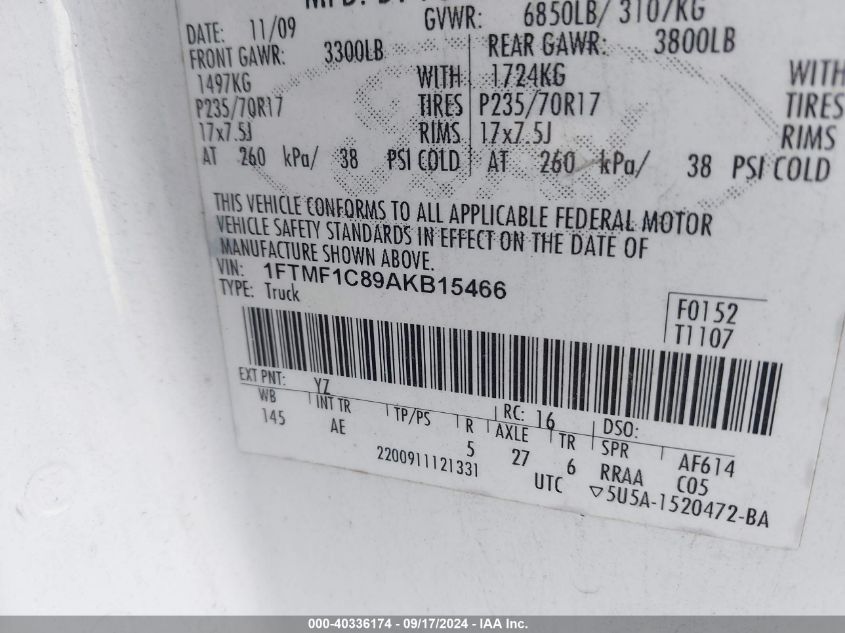 DATE: 11/09 GVWR: 6850LB/ 3107KG
FRONT GAWR: 3300LB REAR GAWR: 3800LB
1497KG WITH 1724KG WITH
P235/70R17 TIRES P235/70R17 TIRES
17x7.5J RIMS 17x7.5J RIMS
AT 260 kPa/ 38 PSI COLD AT 260 kPa/ 38 PSI COLD
THIS VEHICLE CONFORMS TO ALL APPLICABLE FEDERAL MOTOR
VEHICLE SAFETY STANDARDS IN EFFECT ON THE DATE OF
MANUFACTURE SHOWN ABOVE.
VIN: 1FTMF1C89AKB15466
TYPE: Truck
F0152
T1107
EXT PNT: YZ RC: 16 DSO:
WB INT TR TP/PS R AXLE TR SPR AF614
145 AE 5 27 6 RRAA C05
2200911121331 UTC ▽5U5A-1520472-BA
000-40336174 - 09/17/2024 - IAA Inc.